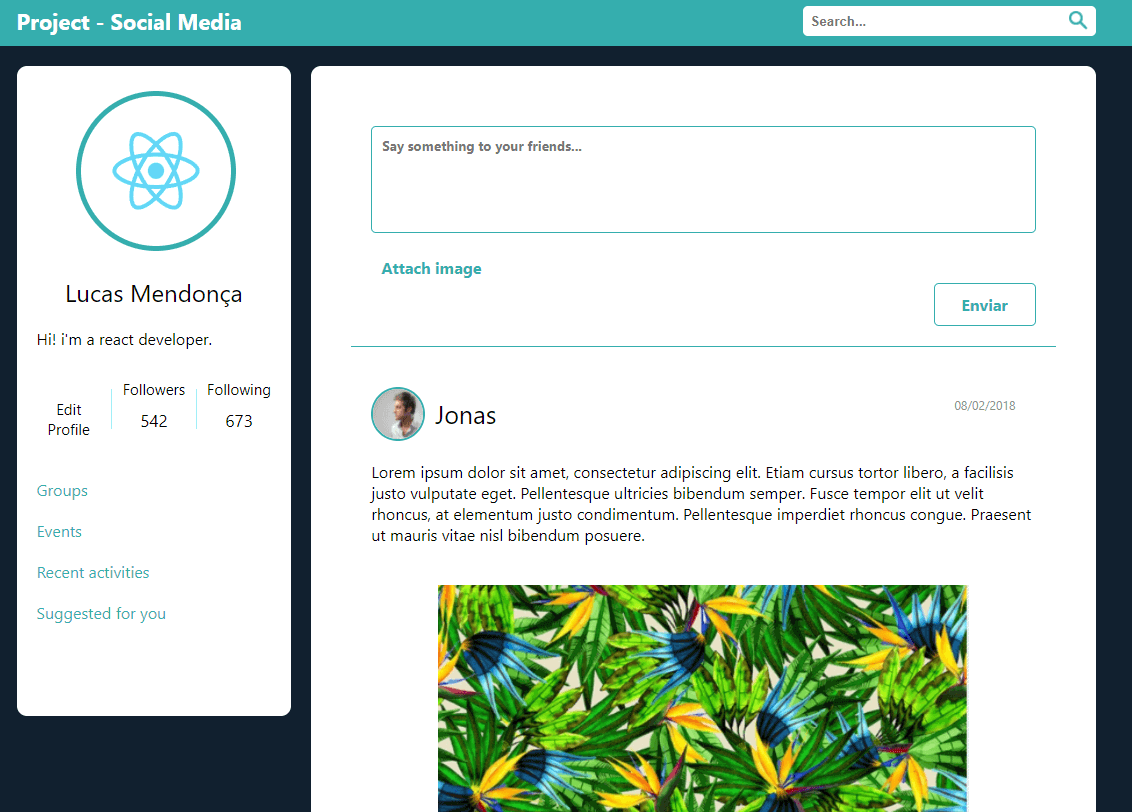 Project - Social Media
Search...
Lucas Mendonça
Hi! i'm a react developer.
Edit
Profile
Followers
542
Following
673
Groups
Events
Recent activities
Suggested for you
Say something to your friends...
Attach image
Enviar
Jonas
08/02/2018
Lorem ipsum dolor sit amet, consectetur adipiscing elit. Etiam cursus tortor libero, a facilisis
justo vulputate eget. Pellentesque ultricies bibendum semper. Fusce tempor elit ut velit
rhoncus, at elementum justo condimentum. Pellentesque imperdiet rhoncus congue. Praesent
ut mauris vitae nisl bibendum posuere.